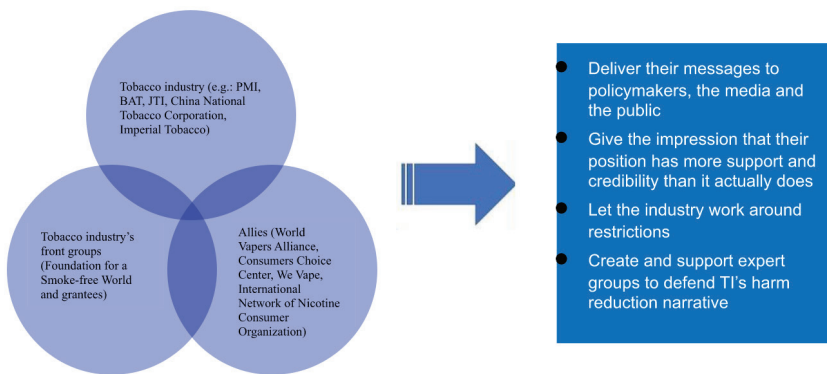 Tobacco industry (e.g.: PMI,
BAT, JTI, China National
Tobacco Corporation,
Imperial Tobacco)
Tobacco industry's
front groups
(Foundation for a
Smoke-free World
and grantees)
Allies (World
Vapers Alliance,
Consumers Choice
Center, We Vape,
International
Network of Nicotine
Consumer
Organization)
● Deliver their messages to
policymakers, the media and
the public
● Give the impression that their
position has more support and
credibility than it actually does
● Let the industry work around
restrictions
● Create and support expert
groups to defend TI's harm
reduction narrative